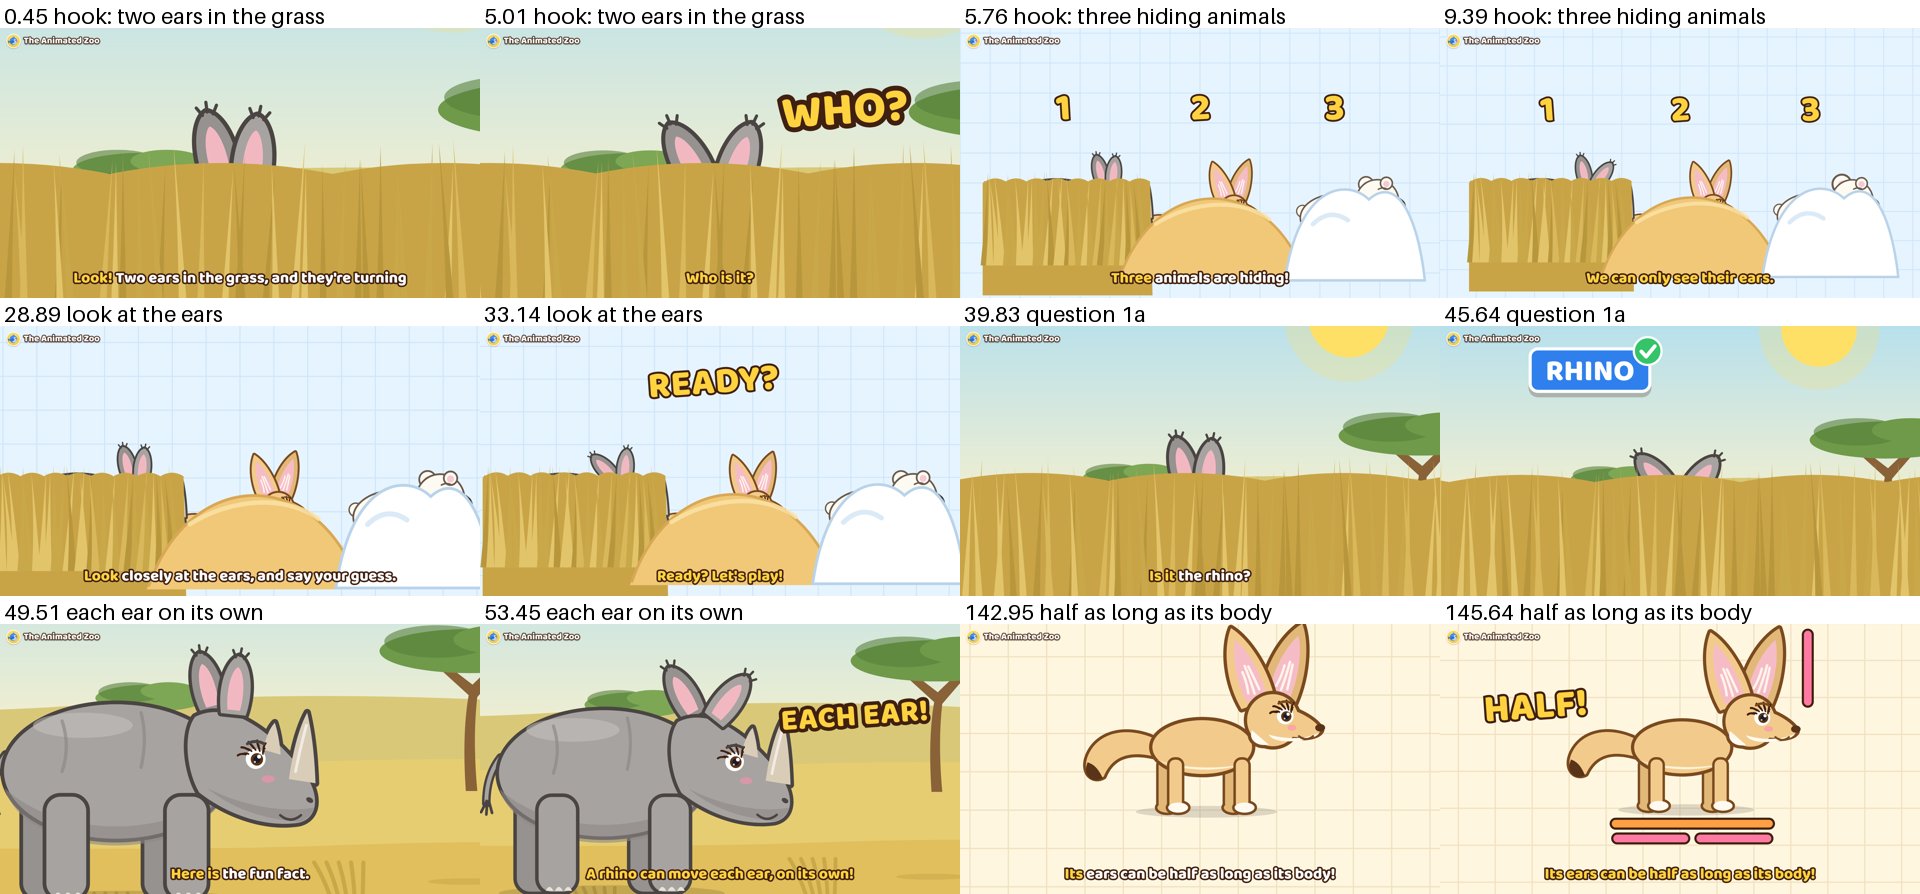 0.45 hook: two ears in the grass
The Animated Zoo
Look! Two ears in the grass, and they're turning
5.01 hook: two ears in the grass
The Animated Zoo
WHO?
Who is it?
5.76 hook: three hiding animals
The Animated Zoo
1 2 3
Three animals are hiding!
9.39 hook: three hiding animals
The Animated Zoo
1 2 3
We can only see their ears.
28.89 look at the ears
The Animated Zoo
Look closely at the ears, and say your guess.
33.14 look at the ears
The Animated Zoo
READY?
Ready? Let's play!
39.83 question 1a
The Animated Zoo
Is it the rhino?
45.64 question 1a
The Animated Zoo
RHINO
49.51 each ear on its own
The Animated Zoo
Here is the fun fact.
53.45 each ear on its own
The Animated Zoo
EACH EAR!
A rhino can move each ear, on its own!
142.95 half as long as its body
The Animated Zoo
Its ears can be half as long as its body!
145.64 half as long as its body
The Animated Zoo
HALF!
Its ears can be half as long as its body!